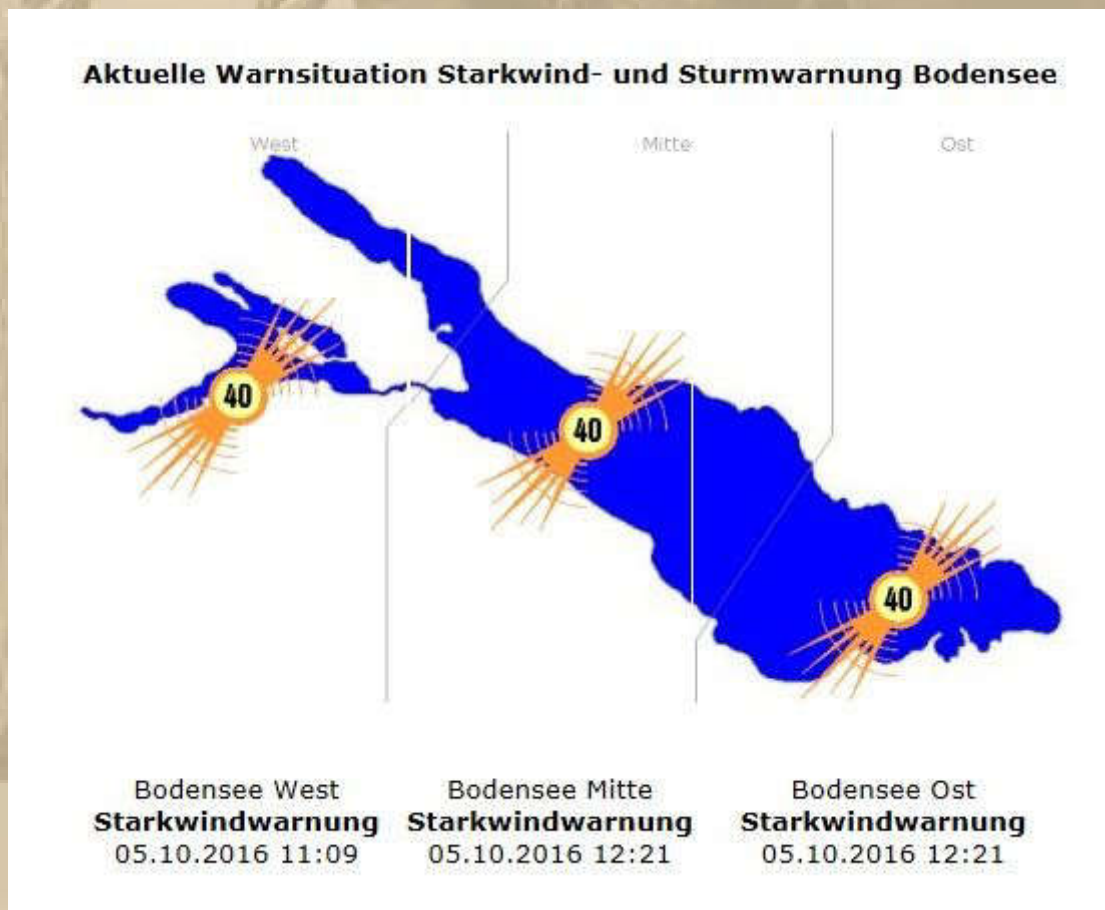 Aktuelle Warnsituation Starkwind- und Sturmwarnung Bodensee
West
Mitte
Ost
40
40
40
Bodensee West
Starkwindwarnung
05.10.2016 11:09
Bodensee Mitte
Starkwindwarnung
05.10.2016 12:21
Bodensee Ost
Starkwindwarnung
05.10.2016 12:21